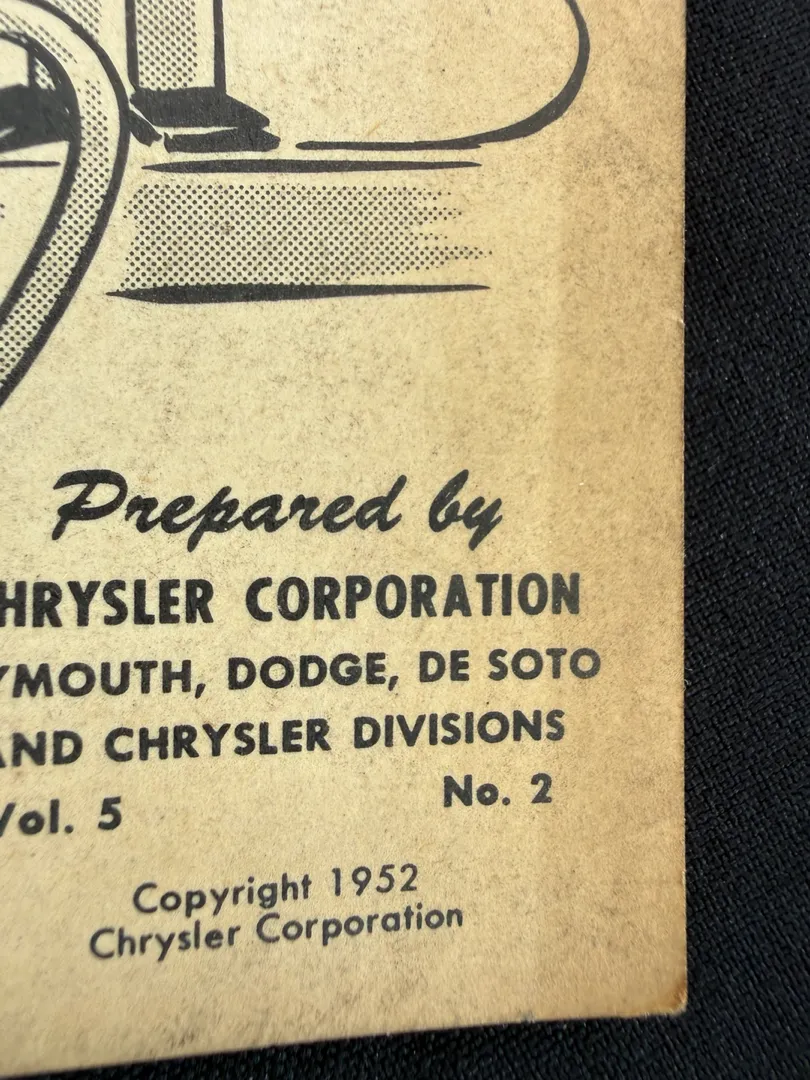 Prepared by
HRYSLER CORPORATION
YMOUTH, DODGE, DE SOTO
AND CHRYSLER DIVISIONS
Vol. 5 No. 2
Copyright 1952
Chrysler Corporation